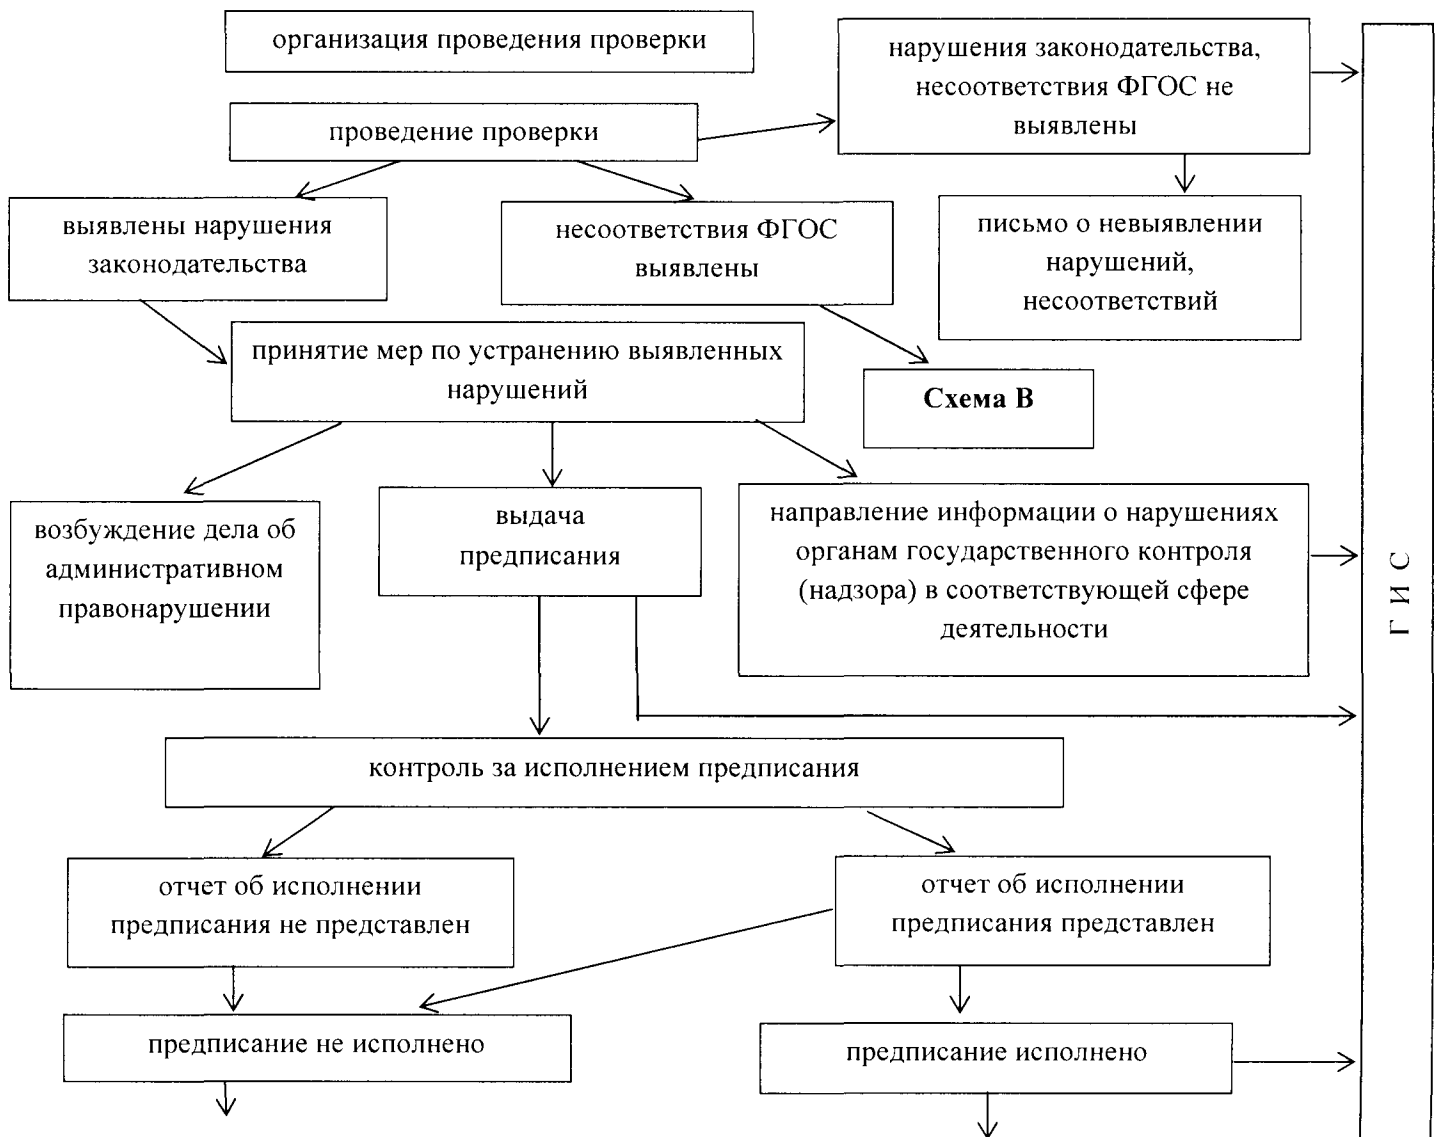 организация проведения проверки
нарушения законодательства,
несоответствия ФГОС не
выявлены
проведение проверки
выявлены нарушения
законодательства
несоответствия ФГОС
выявлены
письмо о невыявлении
нарушений,
несоответствий
принятие мер по устранению выявленных
нарушений
Схема В
возбуждение дела об
административном
правонарушении
выдача
предписания
направление информации о нарушениях
органам государственного контроля
(надзора) в соответствующей сфере
деятельности
Г И С
контроль за исполнением предписания
отчет об исполнении
предписания не представлен
отчет об исполнении
предписания представлен
предписание не исполнено
предписание исполнено